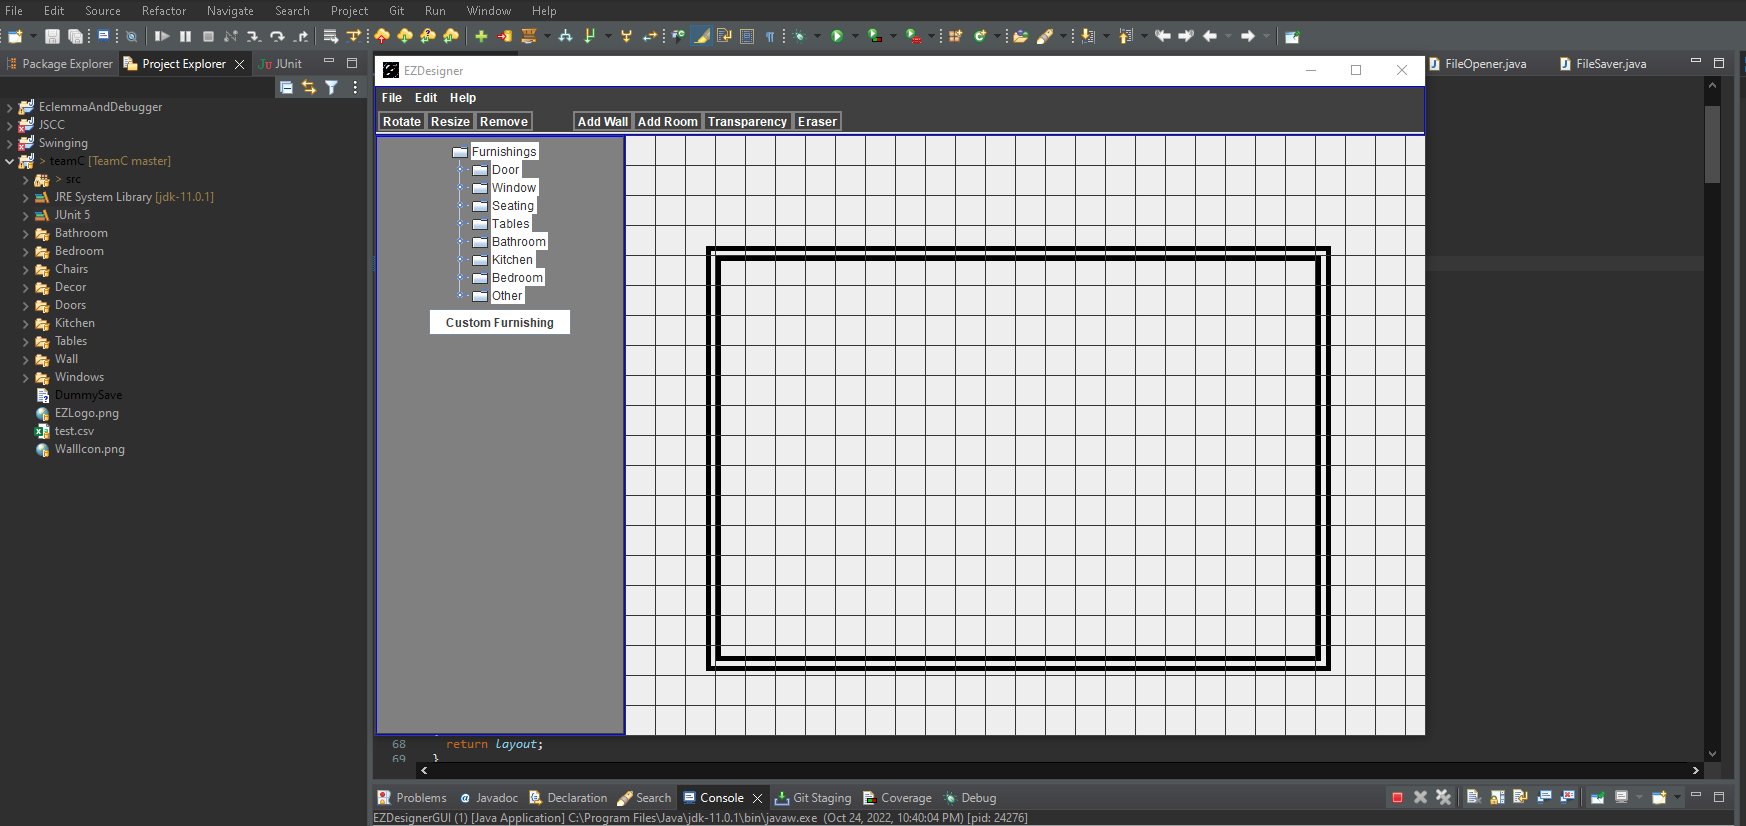 File Edit Source Refactor Navigate Search Project Git Run Window Help
Package Explorer Project Explorer JUnit
EclemmaAndDebugger
JSCC
Swinging
> teamC [TeamC master]
> src
JRE System Library [jdk-11.0.1]
JUnit 5
Bathroom
Bedroom
Chairs
Decor
Doors
Kitchen
Tables
Wall
Windows
DummySave
EZLogo.png
test.csv
WallIcon.png
EZDesigner
File Edit Help
Rotate Resize Remove Add Wall Add Room Transparency Eraser
Furnishings
Door
Window
Seating
Tables
Bathroom
Kitchen
Bedroom
Other
Custom Furnishing
FileOpener.java FileSaver.java
68 return layout;
69 }
Problems Javadoc Declaration Search Console Git Staging Coverage Debug
EZDesignerGUI (1) [Java Application] C:\Program Files\Java\jdk-11.0.1\bin\javaw.exe (Oct 24, 2022, 10:40:04 PM) [pid: 24276]